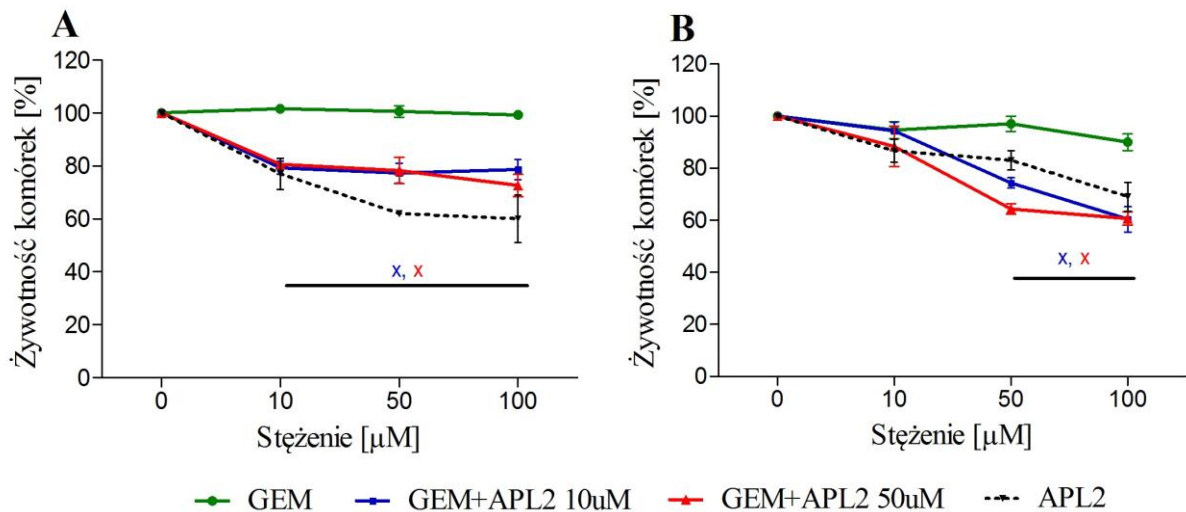 A
Żywotność komórek [%]
120
100
80
60
40
20
0
x, x
0 10 50 100
Stężenie [µM]
B
Żywotność komórek [%]
120
100
80
60
40
20
0
x, x
0 10 50 100
Stężenie [µM]
GEM GEM+APL2 10uM GEM+APL2 50uM APL2